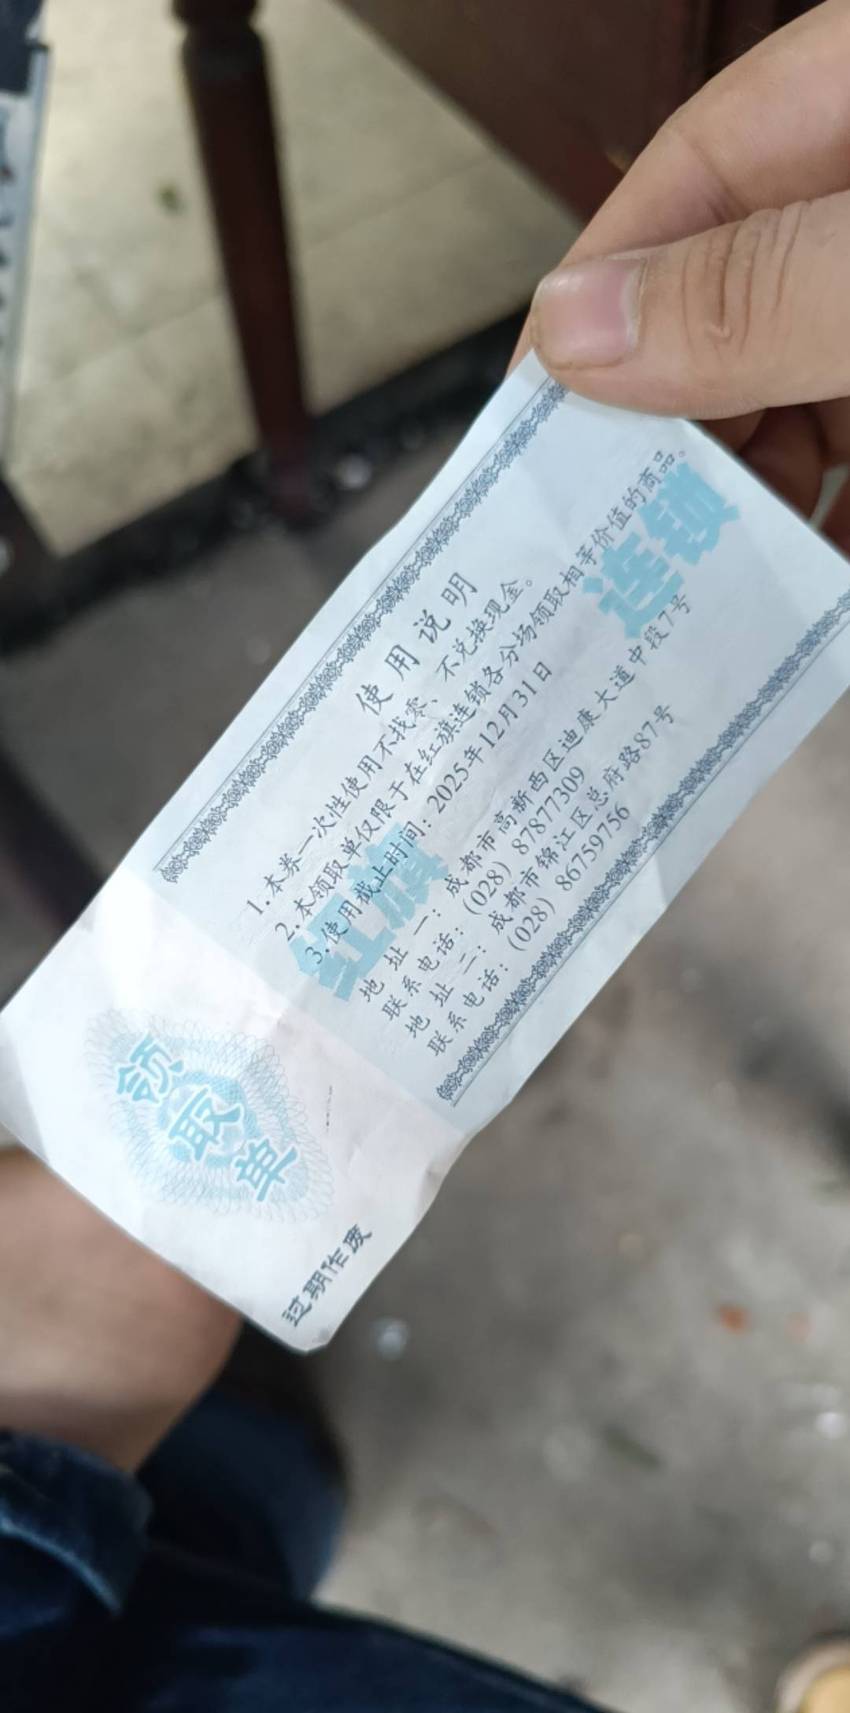 使用说明
1.本券一次性使用不找零、不兑换现金。
2.本领取单仅限于在红旗连锁各分场领取相等价值的商品。
3.使用截止时间：2025年12月31日
地 址 一：成都市高新西区迪康大道中段7号
联系电话：(028) 87877309
地 址 二：成都市锦江区总府路87号
联系电话：(028) 86759756
红旗
连锁
领取单
过期作废